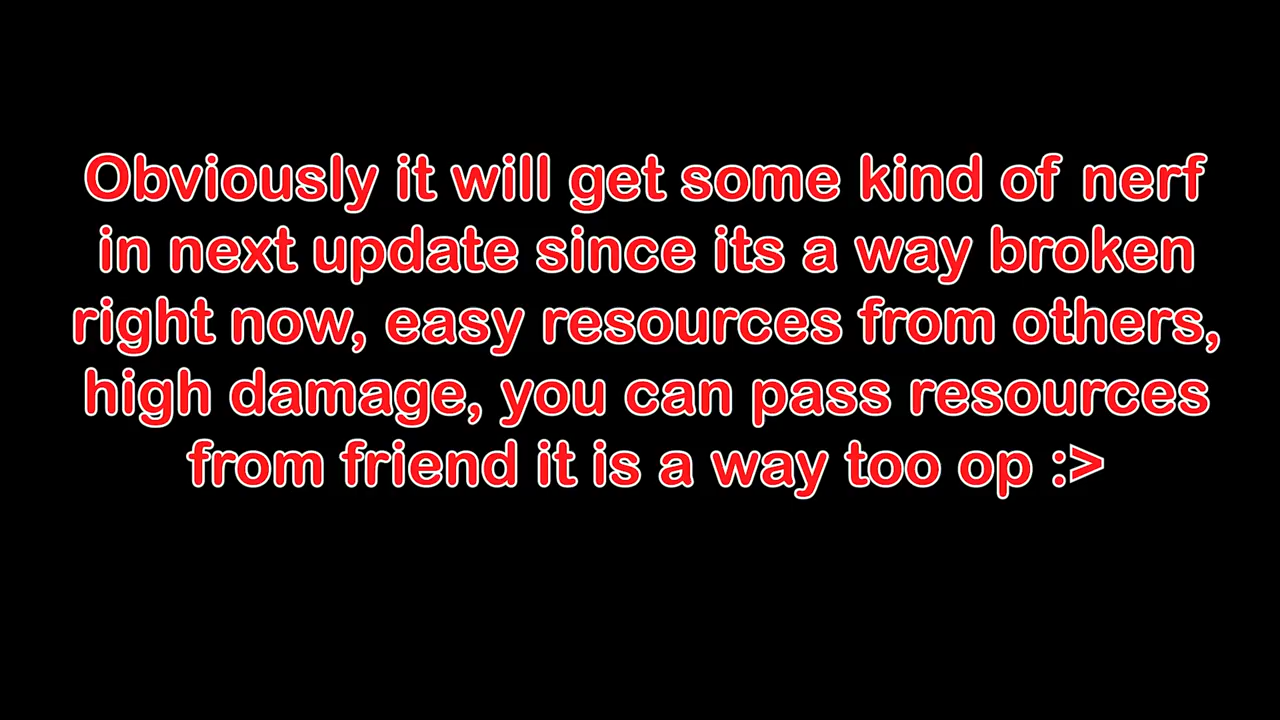 Obviously it will get some kind of nerf
in next update since its a way broken
right now, easy resources from others,
high damage, you can pass resources
from friend it is a way too op :>